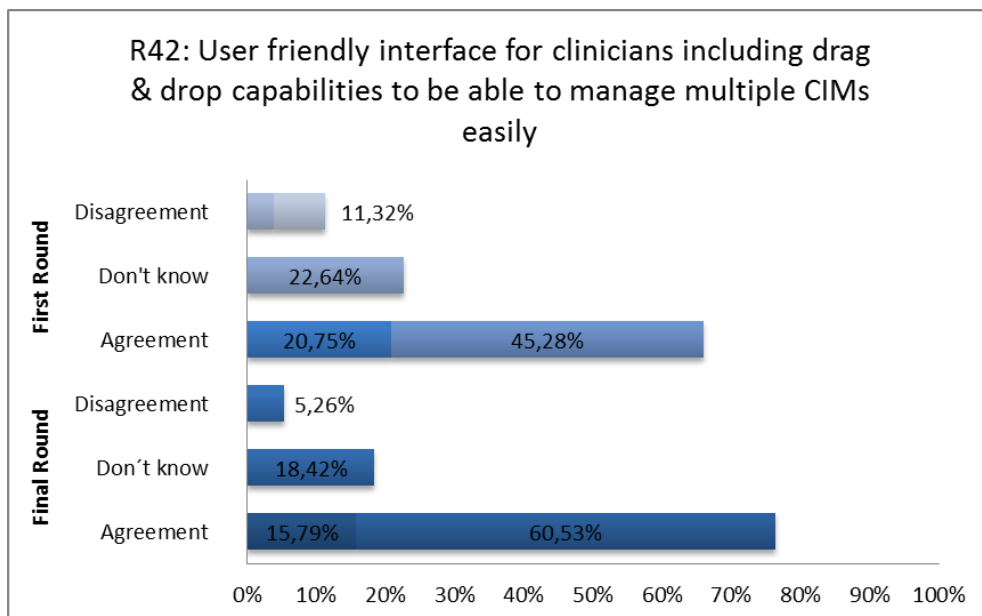 R42: User friendly interface for clinicians including drag
& drop capabilities to be able to manage multiple CIMs
easily
First Round
Disagreement
11,32%
Don't know
22,64%
Agreement
20,75%
45,28%
Final Round
Disagreement
5,26%
Don´t know
18,42%
Agreement
15,79%
60,53%
0% 10% 20% 30% 40% 50% 60% 70% 80% 90% 100%